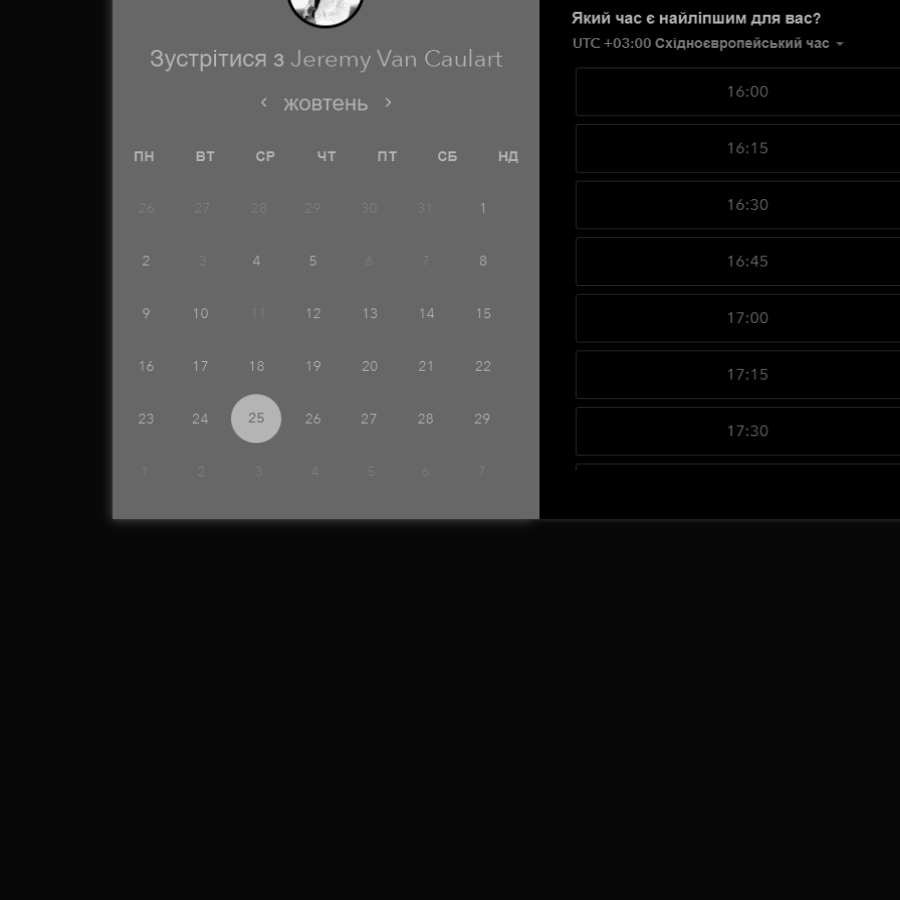 Зустрітися з Jeremy Van Caulart
жовтень
ПН ВТ СР ЧТ ПТ СБ НД
26 27 28 29 30 31 1
2 3 4 5 6 7 8
9 10 11 12 13 14 15
16 17 18 19 20 21 22
23 24 25 26 27 28 29
1 2 3 4 5 6 7
Який час є найліпшим для вас?
UTC +03:00 Східноєвропейський час
16:00
16:15
16:30
16:45
17:00
17:15
17:30